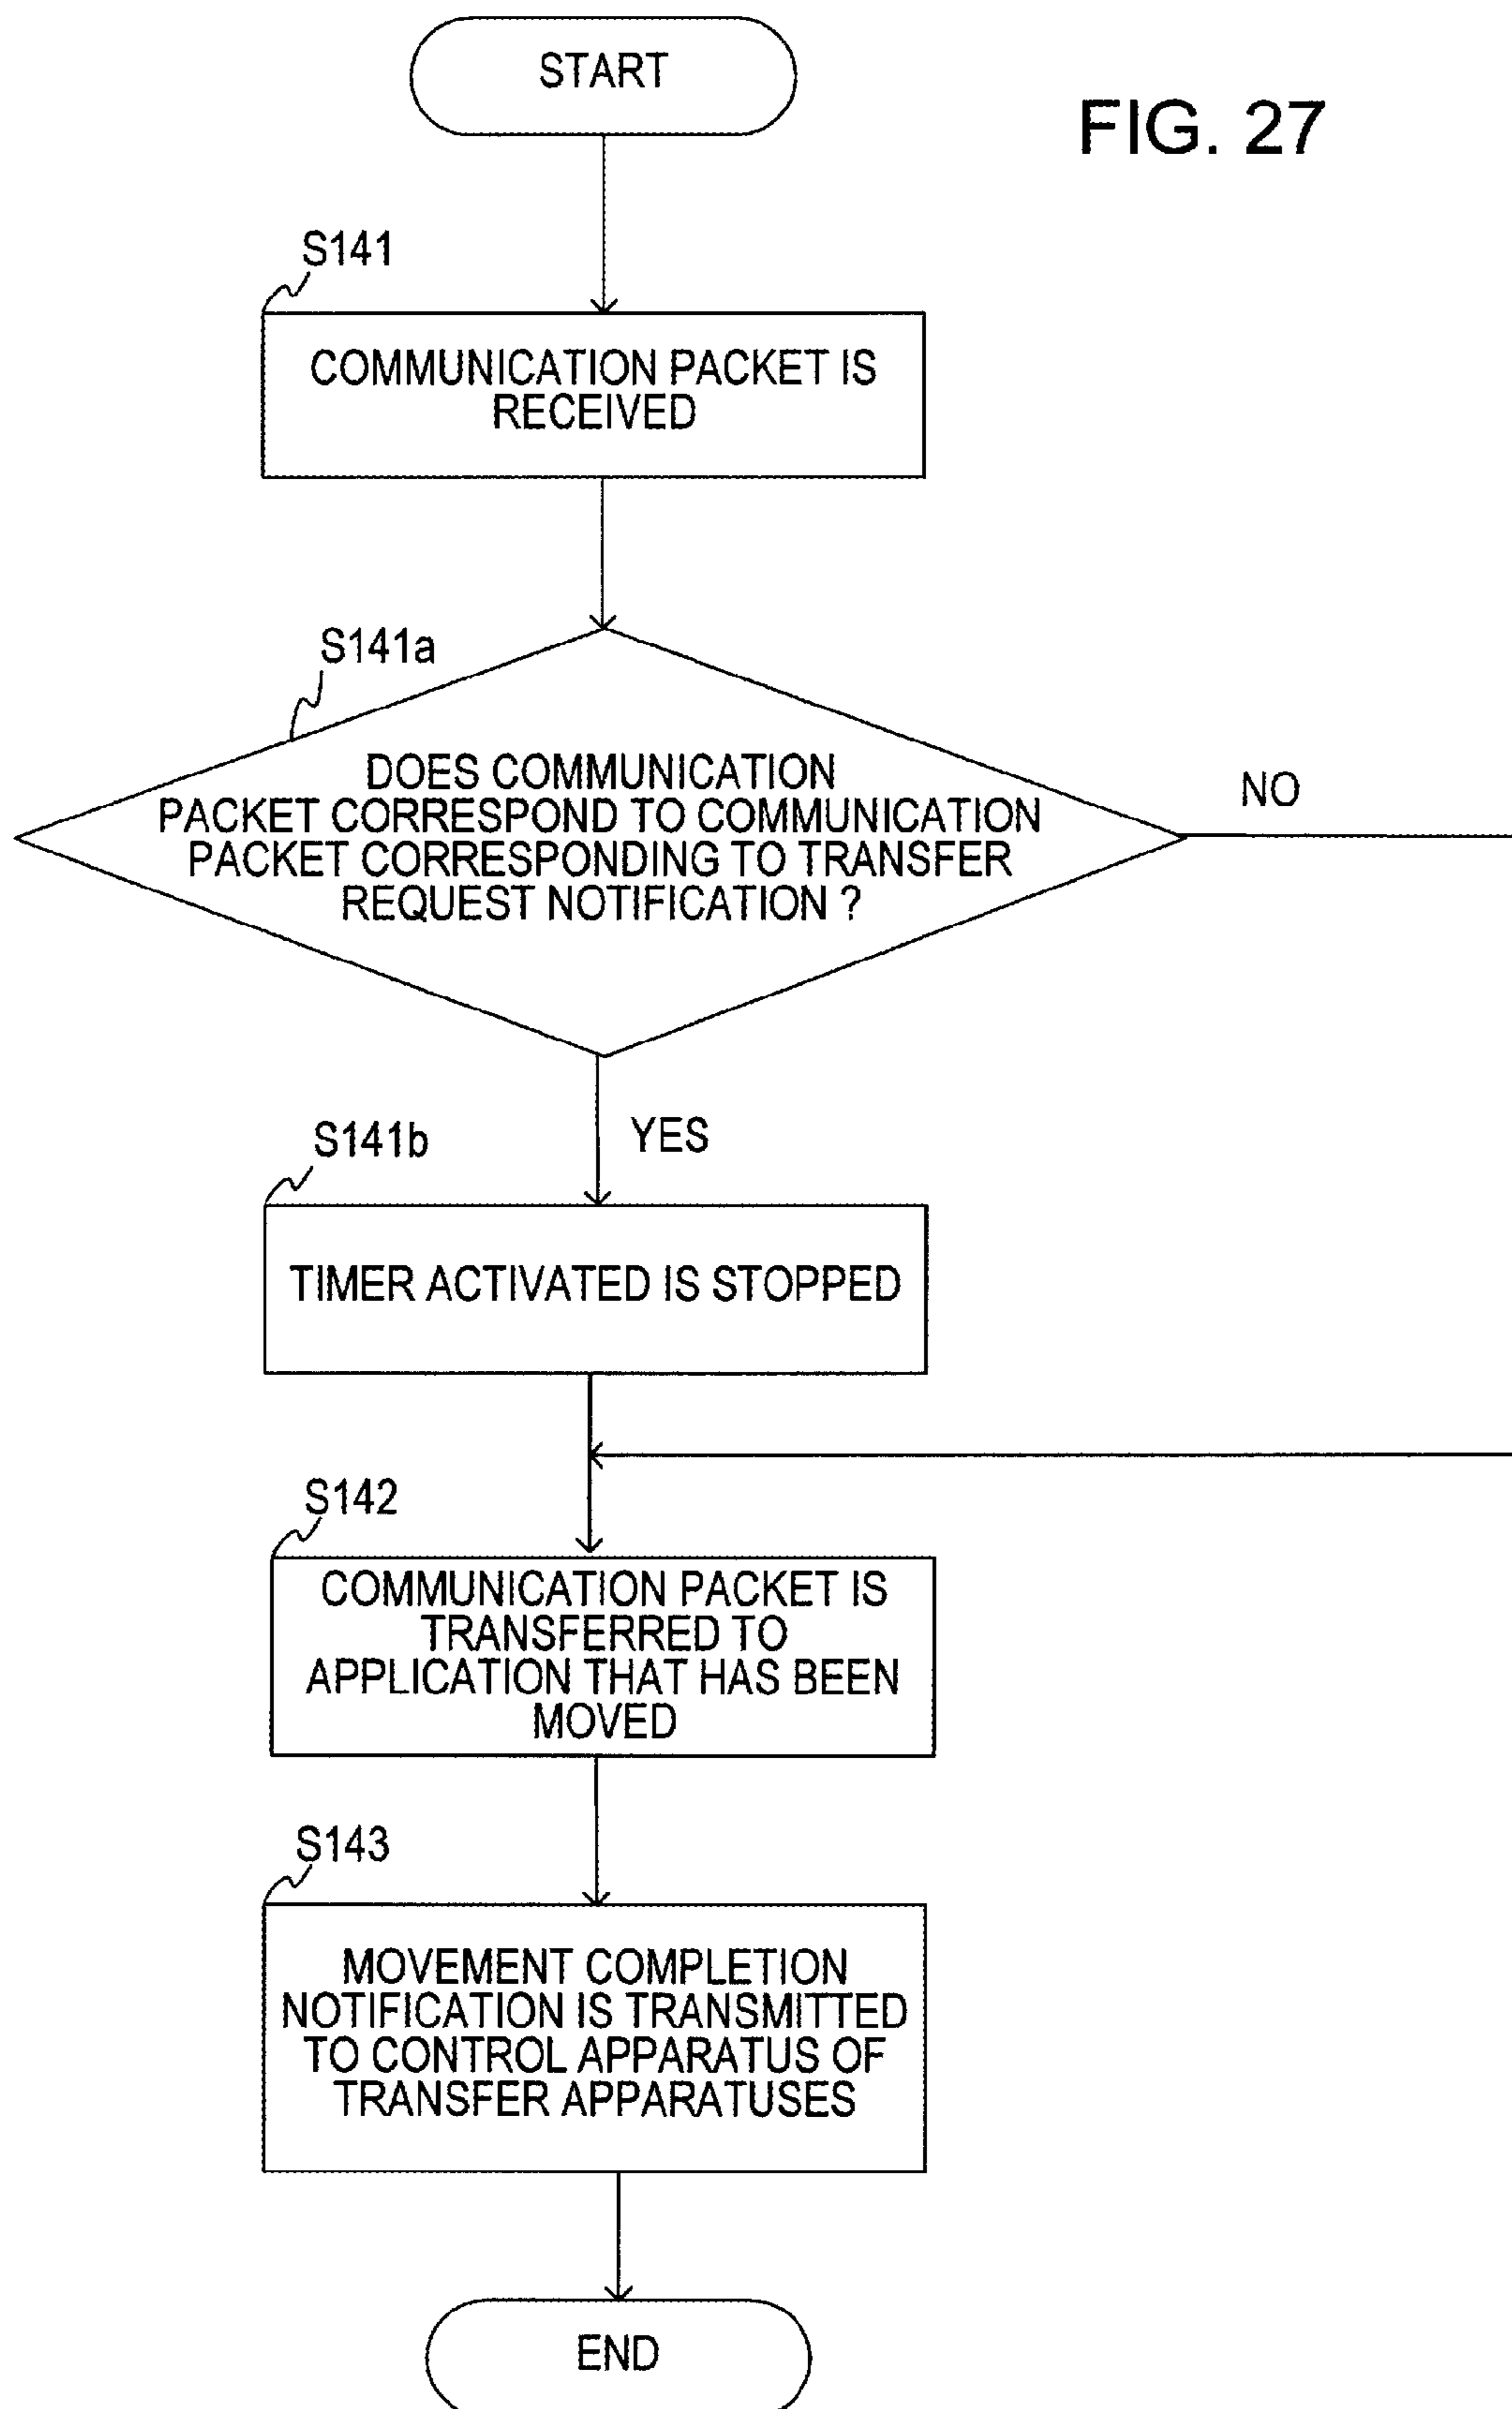 START
FIG. 27
S141
COMMUNICATION PACKET IS
RECEIVED
S141a
DOES COMMUNICATION
PACKET CORRESPOND TO COMMUNICATION
PACKET CORRESPONDING TO TRANSFER
REQUEST NOTIFICATION ?
NO
YES
S141b
TIMER ACTIVATED IS STOPPED
S142
COMMUNICATION PACKET IS
TRANSFERRED TO
APPLICATION THAT HAS BEEN
MOVED
S143
MOVEMENT COMPLETION
NOTIFICATION IS TRANSMITTED
TO CONTROL APPARATUS OF
TRANSFER APPARATUSES
END